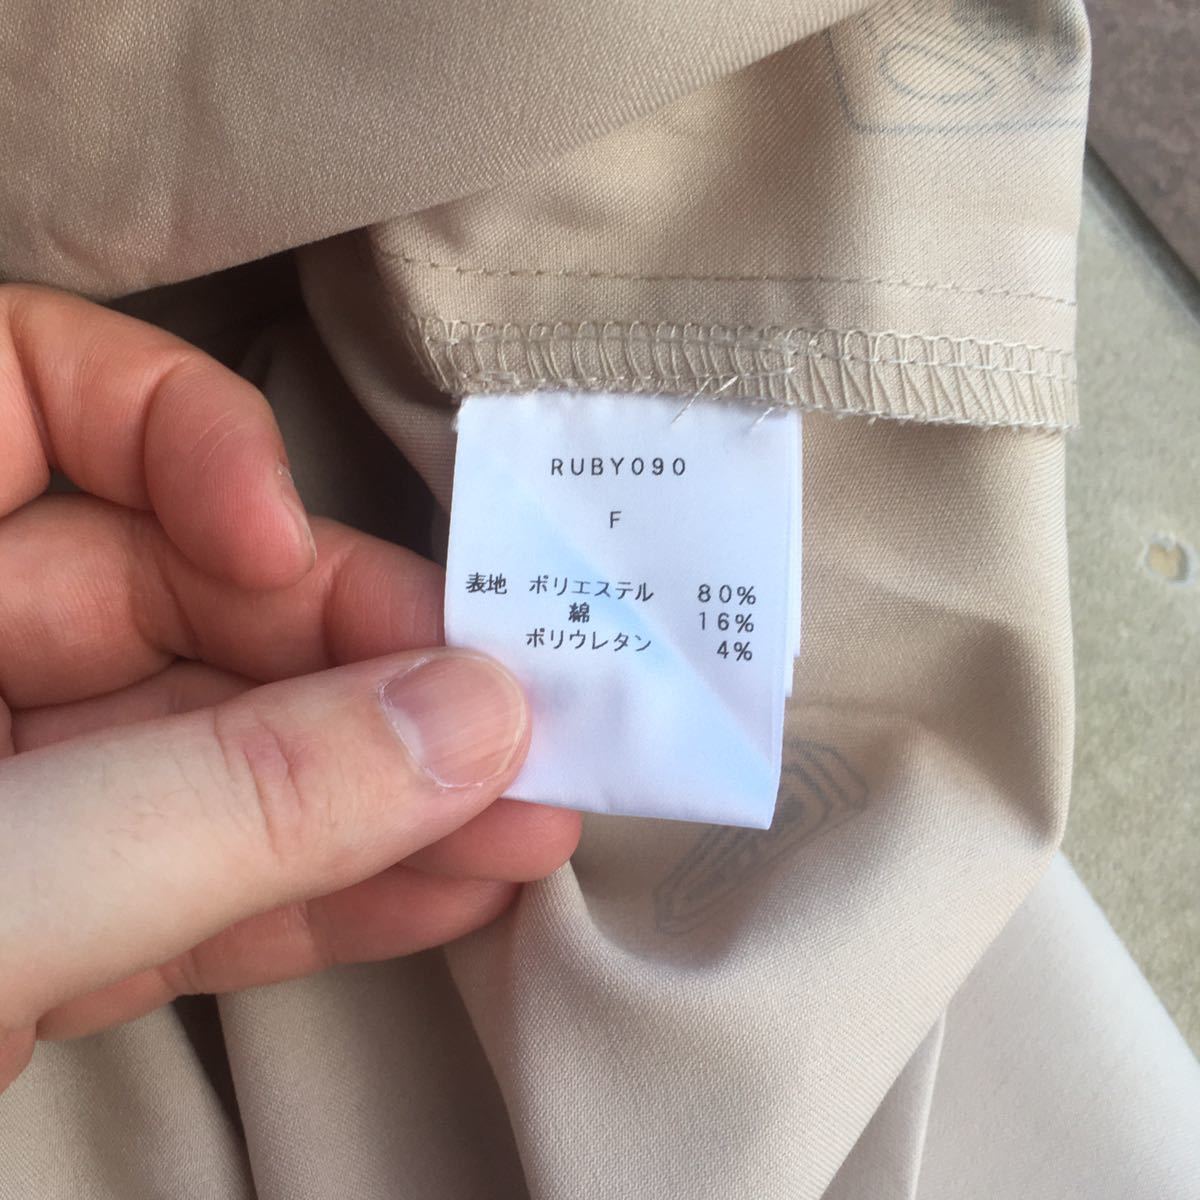 RUBY090
F
表地 ポリエステル 80%
綿 16%
ポリウレタン 4%